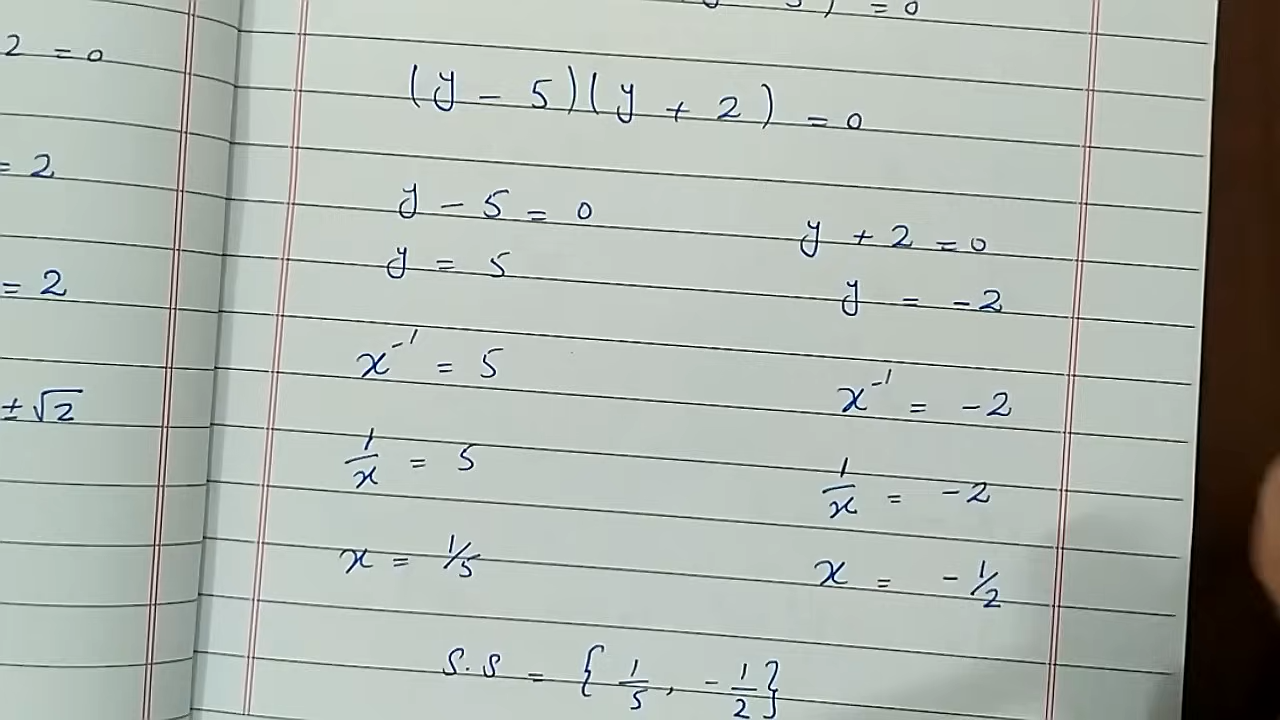 2 = 0
= 2
= 2
± √2
) = 0
(y - 5)(y + 2) = 0
y - 5 = 0    y + 2 = 0
y = 5    y = -2
x⁻¹ = 5    x⁻¹ = -2
1/x = 5    1/x = -2
x = 1/5    x = -1/2
S.S = {1/5, -1/2}